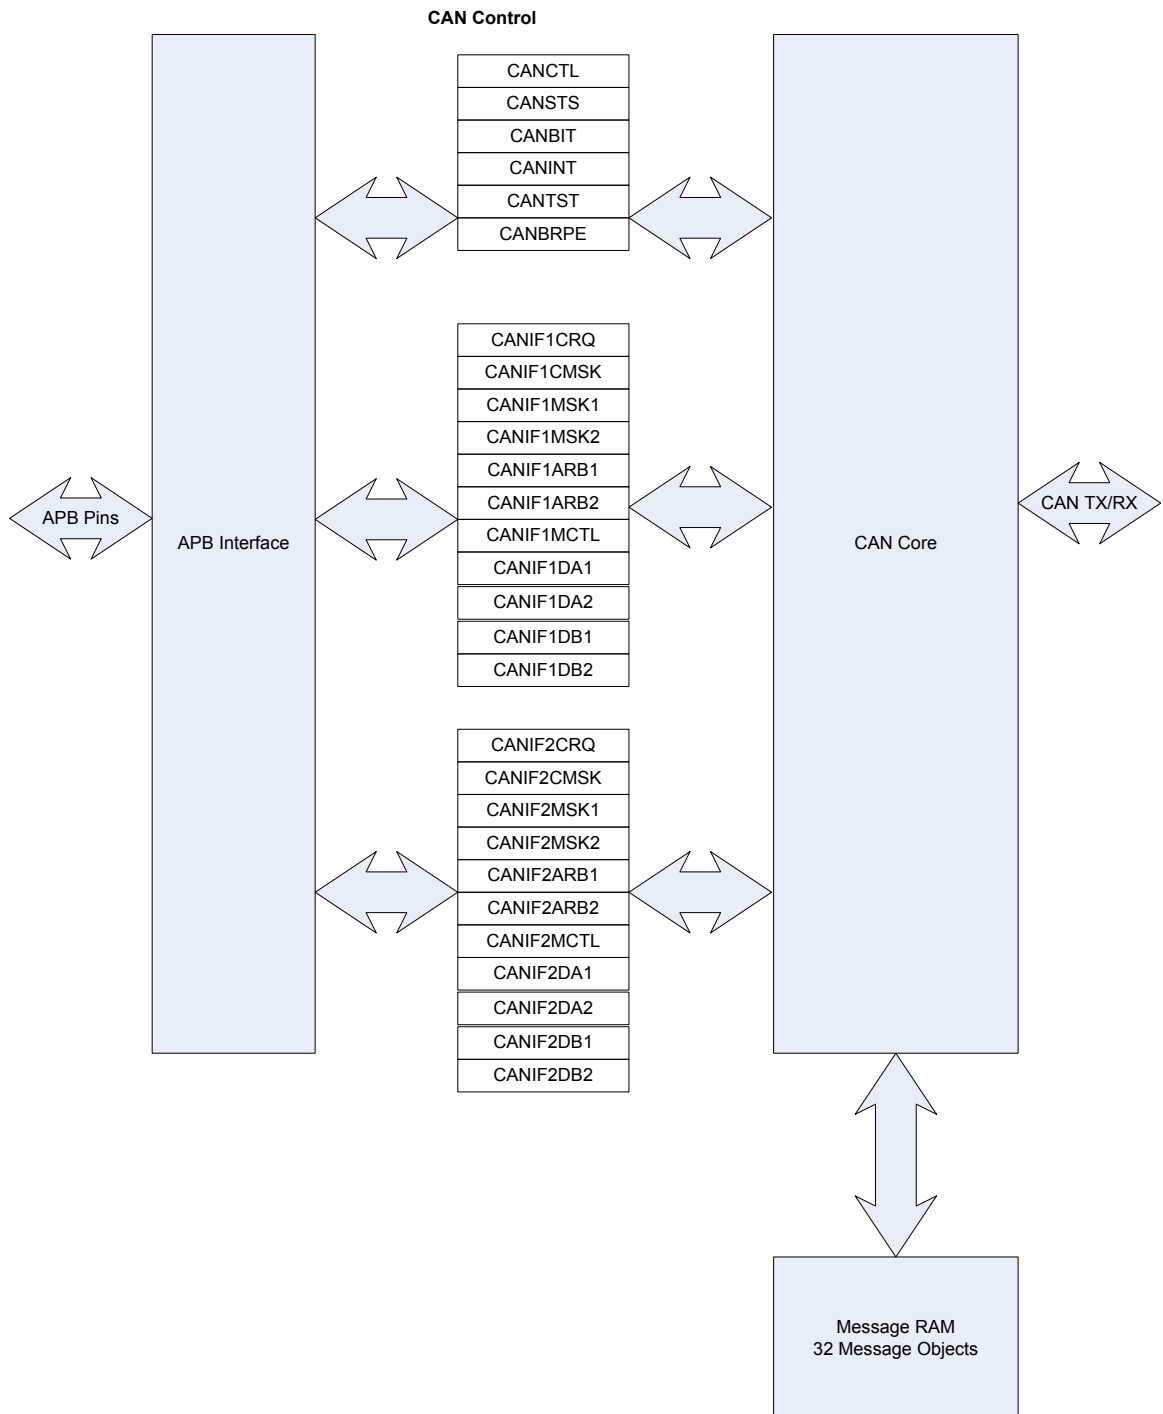 CAN Control
CANCTL
CANSTS
CANBIT
CANINT
CANTST
CANBRPE
CANIF1CRQ
CANIF1CMSK
CANIF1MSK1
CANIF1MSK2
CANIF1ARB1
CANIF1ARB2
CANIF1MCTL
CANIF1DA1
CANIF1DA2
CANIF1DB1
CANIF1DB2
APB Pins
APB Interface
CAN Core
CAN TX/RX
CANIF2CRQ
CANIF2CMSK
CANIF2MSK1
CANIF2MSK2
CANIF2ARB1
CANIF2ARB2
CANIF2MCTL
CANIF2DA1
CANIF2DA2
CANIF2DB1
CANIF2DB2
Message RAM
32 Message Objects